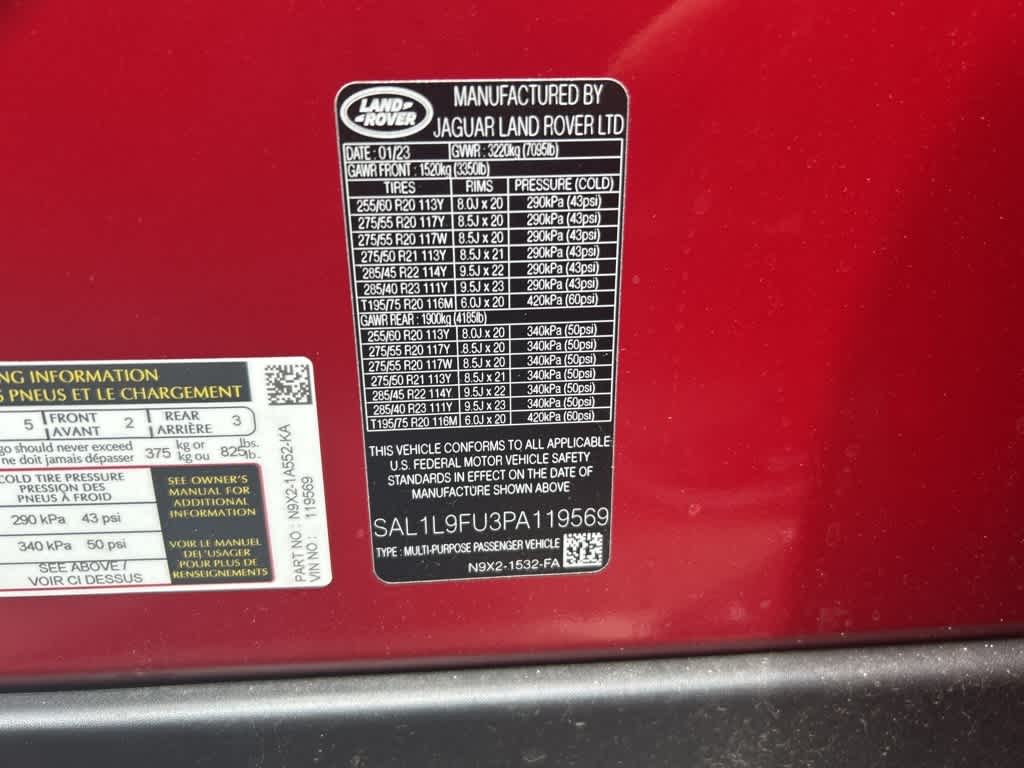 LAND-
-ROVER
MANUFACTURED BY
JAGUAR LAND ROVER LTD
DATE : 01/23 GVWR : 3220kg (7095lb)
GAWR FRONT : 1520kg (3350lb)
TIRES RIMS PRESSURE (COLD)
255/60 R20 113Y 8.0J x 20 290kPa (43psi)
275/55 R20 117Y 8.5J x 20 290kPa (43psi)
275/55 R20 117W 8.5J x 20 290kPa (43psi)
275/50 R21 113Y 8.5J x 21 290kPa (43psi)
285/45 R22 114Y 9.5J x 22 290kPa (43psi)
285/40 R23 111Y 9.5J x 23 290kPa (43psi)
T195/75 R20 116M 6.0J x 20 420kPa (60psi)
GAWR REAR : 1900kg (4185lb)
255/60 R20 113Y 8.0J x 20 340kPa (50psi)
275/55 R20 117Y 8.5J x 20 340kPa (50psi)
275/55 R20 117W 8.5J x 20 340kPa (50psi)
275/50 R21 113Y 8.5J x 21 340kPa (50psi)
285/45 R22 114Y 9.5J x 22 340kPa (50psi)
285/40 R23 111Y 9.5J x 23 340kPa (50psi)
T195/75 R20 116M 6.0J x 20 420kPa (60psi)
THIS VEHICLE CONFORMS TO ALL APPLICABLE
U.S. FEDERAL MOTOR VEHICLE SAFETY
STANDARDS IN EFFECT ON THE DATE OF
MANUFACTURE SHOWN ABOVE
SAL1L9FU3PA119569
TYPE : MULTI-PURPOSE PASSENGER VEHICLE
N9X2-1532-FA
NG INFORMATION
S PNEUS ET LE CHARGEMENT
5 FRONT AVANT 2 REAR ARRIÈRE 3
go should never exceed
ne doit jamais dépasser 375 kg or kg ou 825 lbs. lb.
COLD TIRE PRESSURE
PRESSION DES
PNEUS À FROID
290 kPa 43 psi
340 kPa 50 psi
SEE ABOVE /
VOIR CI DESSUS
SEE OWNER'S
MANUAL FOR
ADDITIONAL
INFORMATION
VOIR LE MANUEL
DE L'USAGER
POUR PLUS DE
RENSEIGNEMENTS
PART NO : N9X2-1A552-KA
VIN NO : 119569